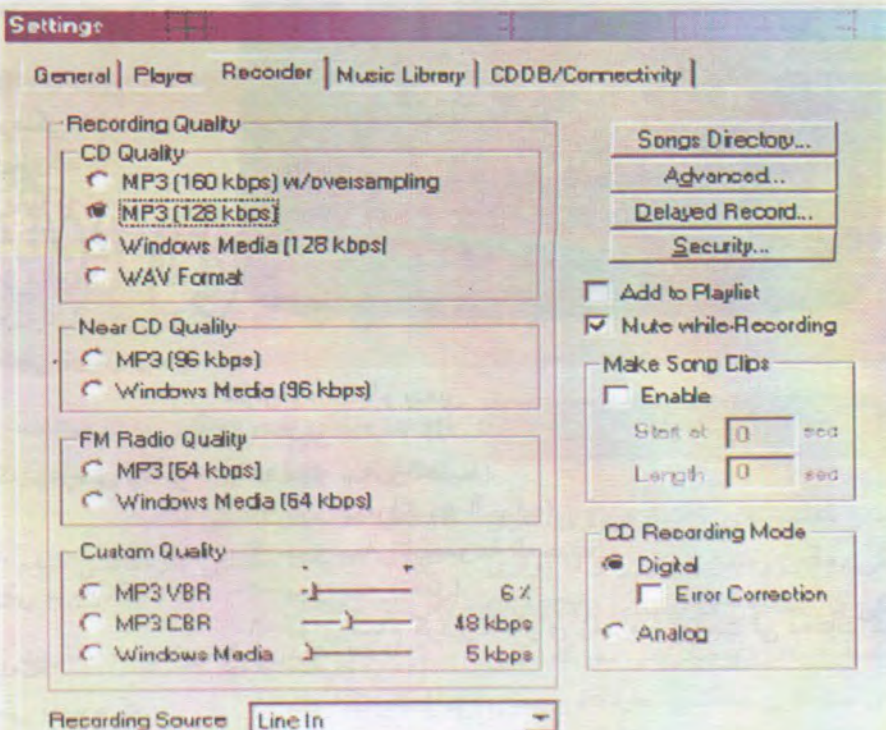 Settings
General Player Recorder Music Library CDDB/Connectivity
Recording Quality
CD Quality
MP3 (160 kbps) w/oversampling
MP3 (128 kbps)
Windows Media (128 kbps)
WAV Format
Near CD Quality
MP3 (96 kbps)
Windows Media (96 kbps)
FM Radio Quality
MP3 (64 kbps)
Windows Media (64 kbps)
Custom Quality
MP3 VBR 6 %
MP3 CBR 48 kbps
Windows Media 5 kbps
Recording Source Line In
Songs Directory...
Advanced...
Delayed Record...
Security...
Add to Playlist
Mute while Recording
Make Song Clips
Enable
Start at 0 sec
Length 0 sec
CD Recording Mode
Digital
Error Correction
Analog